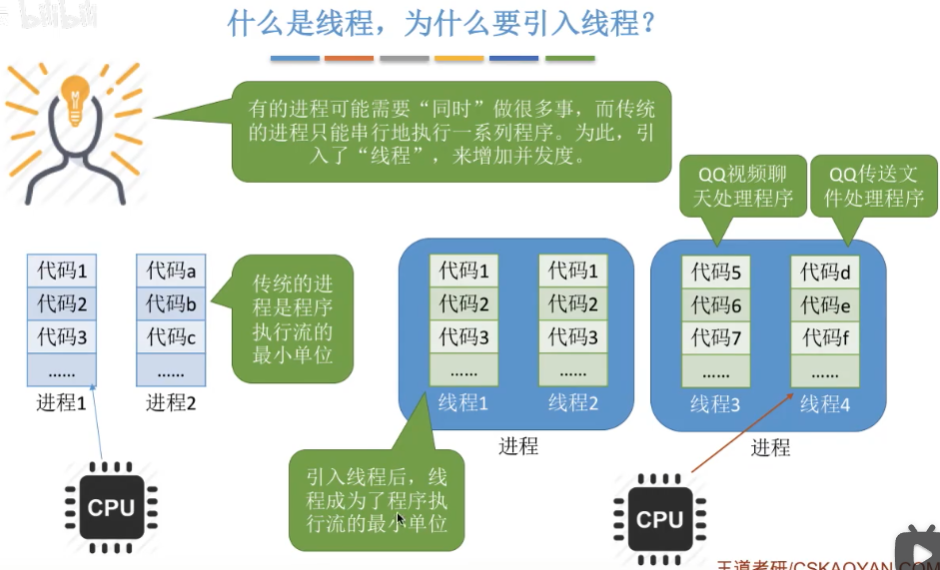 bilibili
什么是线程，为什么要引入线程？
有的进程可能需要“同时”做很多事，而传统
的进程只能串行地执行一系列程序。为此，引
入了“线程”，来增加并发度。
QQ视频聊
天处理程序
QQ传送文
件处理程序
代码1
代码2
代码3
……
进程1
代码a
代码b
代码c
……
进程2
传统的进
程是程序
执行流的
最小单位
代码1
代码2
代码3
……
线程1
代码1
代码2
代码3
……
线程2
进程
代码5
代码6
代码7
……
线程3
代码d
代码e
代码f
……
线程4
进程
引入线程后，线
程成为了程序执
行流的最小单位
CPU
CPU
王道考研/CSKAOYAN.COM